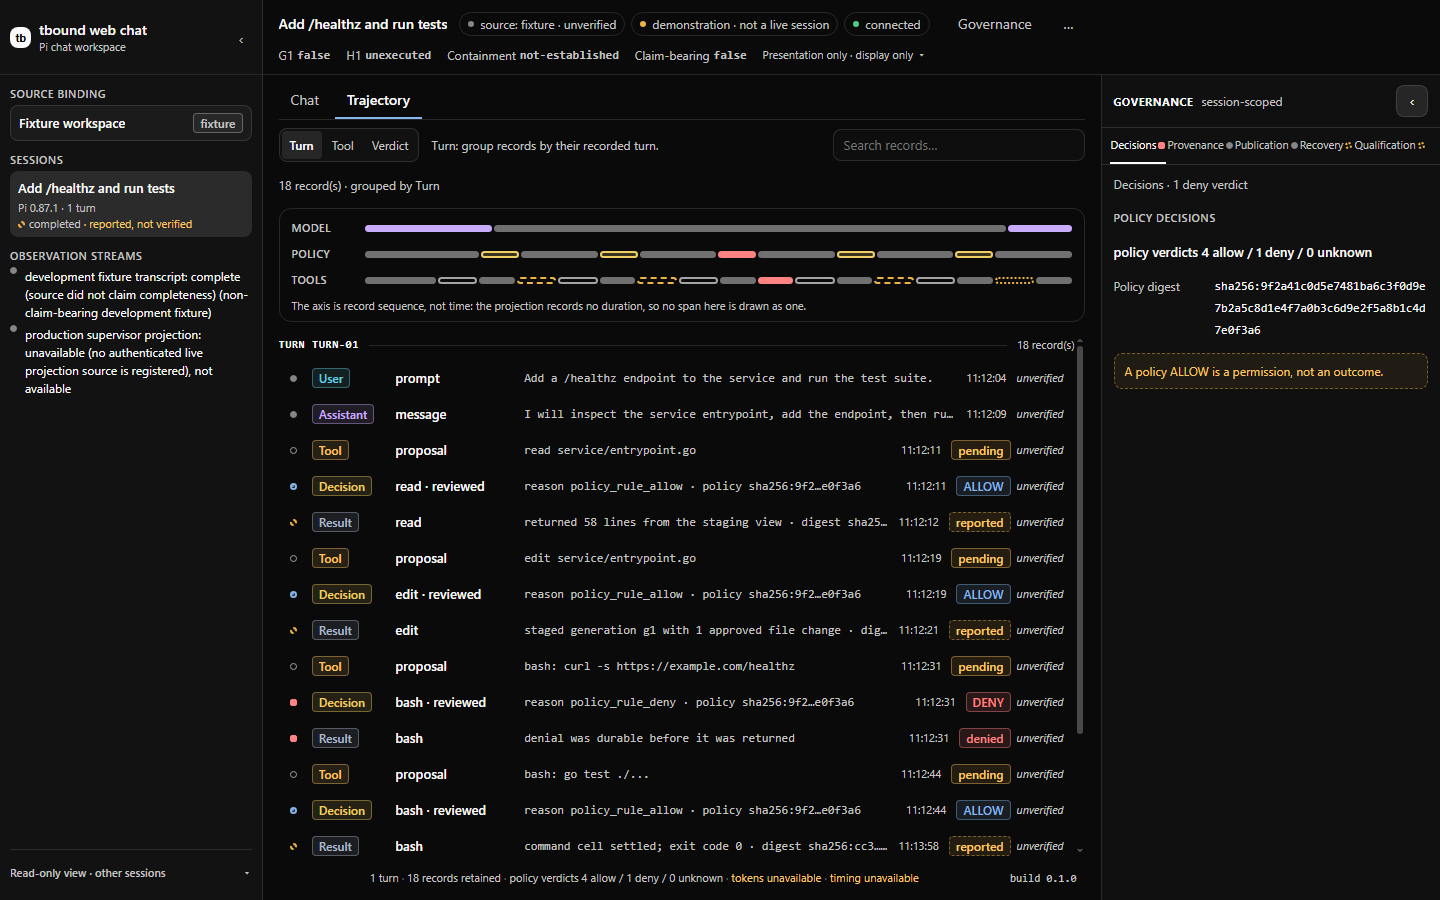 tb
tbound web chat
Pi chat workspace
‹
SOURCE BINDING
Fixture workspace
fixture
SESSIONS
Add /healthz and run tests
Pi 0.87.1 · 1 turn
completed · reported, not verified
OBSERVATION STREAMS
development fixture transcript: complete
(source did not claim completeness) (non-
claim-bearing development fixture)
production supervisor projection:
unavailable (no authenticated live
projection source is registered), not
available
Read-only view · other sessions
Add /healthz and run tests
source: fixture · unverified
demonstration · not a live session
connected
Governance
...
G1 false
H1 unexecuted
Containment not-established
Claim-bearing false
Presentation only · display only
Chat
Trajectory
Turn
Tool
Verdict
Turn: group records by their recorded turn.
Search records...
18 record(s) · grouped by Turn
MODEL
POLICY
TOOLS
The axis is record sequence, not time: the projection records no duration, so no span here is drawn as one.
TURN TURN-01 18 record(s)
User prompt Add a /healthz endpoint to the service and run the test suite. 11:12:04 unverified
Assistant message I will inspect the service entrypoint, add the endpoint, then ru… 11:12:09 unverified
Tool proposal read service/entrypoint.go 11:12:11 pending unverified
Decision read · reviewed reason policy_rule_allow · policy sha256:9f2…e0f3a6 11:12:11 ALLOW unverified
Result read returned 58 lines from the staging view · digest sha25… 11:12:12 reported unverified
Tool proposal edit service/entrypoint.go 11:12:19 pending unverified
Decision edit · reviewed reason policy_rule_allow · policy sha256:9f2…e0f3a6 11:12:19 ALLOW unverified
Result edit staged generation g1 with 1 approved file change · dig… 11:12:21 reported unverified
Tool proposal bash: curl -s https://example.com/healthz 11:12:31 pending unverified
Decision bash · reviewed reason policy_rule_deny · policy sha256:9f2…e0f3a6 11:12:31 DENY unverified
Result bash denial was durable before it was returned 11:12:31 denied unverified
Tool proposal bash: go test ./... 11:12:44 pending unverified
Decision bash · reviewed reason policy_rule_allow · policy sha256:9f2…e0f3a6 11:12:44 ALLOW unverified
Result bash command cell settled; exit code 0 · digest sha256:cc3…… 11:13:58 reported unverified
1 turn · 18 records retained · policy verdicts 4 allow / 1 deny / 0 unknown · tokens unavailable · timing unavailable
build 0.1.0
GOVERNANCE session-scoped
‹
Decisions
Provenance
Publication
Recovery
Qualification
Decisions · 1 deny verdict
POLICY DECISIONS
policy verdicts 4 allow / 1 deny / 0 unknown
Policy digest
sha256:9f2a41c0d5e7481ba6c3f0d9e
7b2a5c8d1e4f7a0b3c6d9e2f5a8b1c4d
7e0f3a6
A policy ALLOW is a permission, not an outcome.